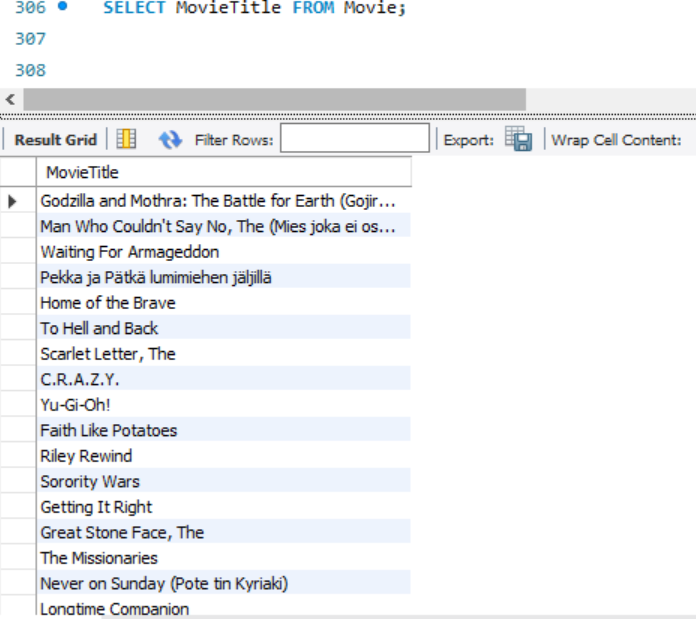 306 SELECT MovieTitle FROM Movie;
307
308
Result Grid Filter Rows: Export: Wrap Cell Content:
MovieTitle
Godzilla and Mothra: The Battle for Earth (Gojir...
Man Who Couldn't Say No, The (Mies joka ei os...
Waiting For Armageddon
Pekka ja Pätkä lumimiehen jäljillä
Home of the Brave
To Hell and Back
Scarlet Letter, The
C.R.A.Z.Y.
Yu-Gi-Oh!
Faith Like Potatoes
Riley Rewind
Sorority Wars
Getting It Right
Great Stone Face, The
The Missionaries
Never on Sunday (Pote tin Kyriaki)
Longtime Companion